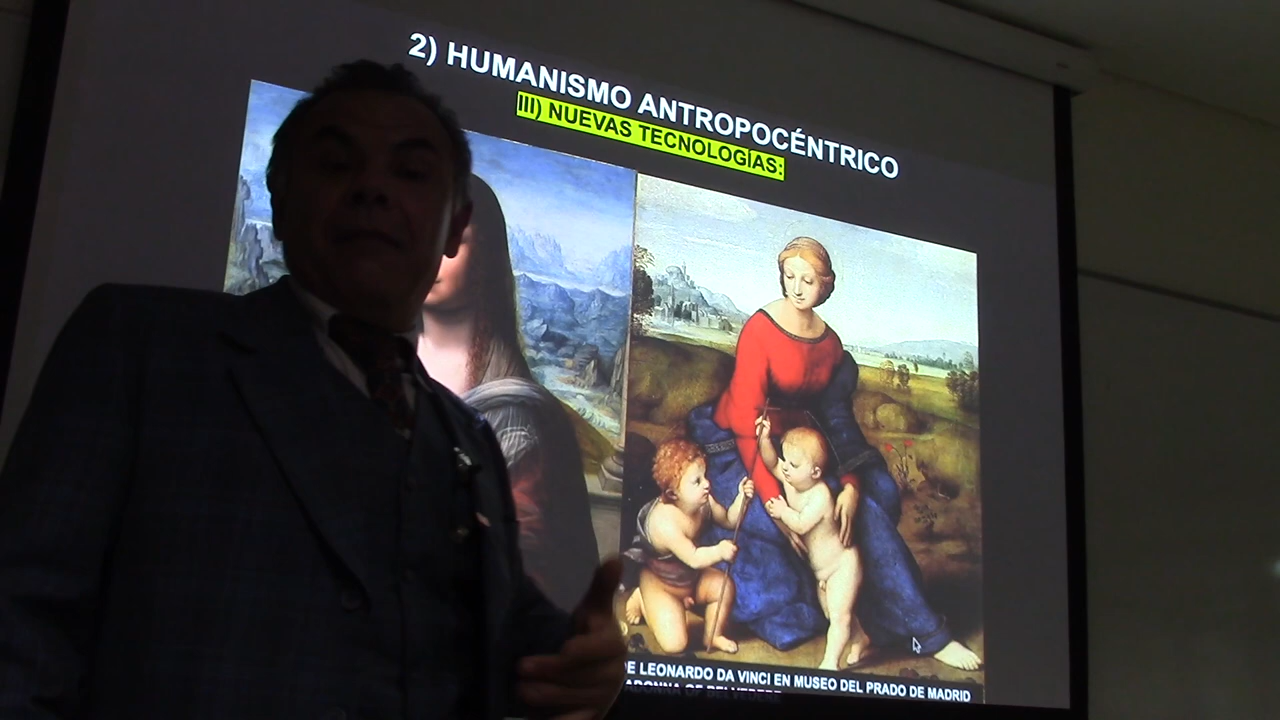 2) HUMANISMO ANTROPOCÉNTRICO
III) NUEVAS TECNOLOGÍAS:
DE LEONARDO DA VINCI EN MUSEO DEL PRADO DE MADRID